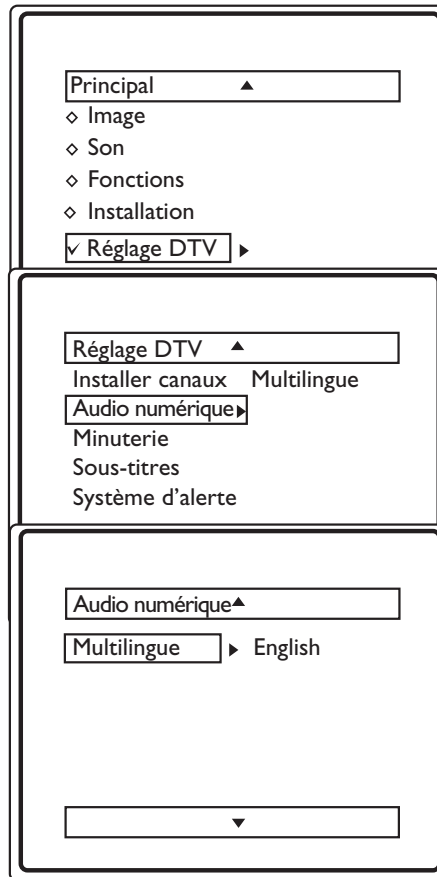 Principal
Image
Son
Fonctions
Installation
Réglage DTV
Réglage DTV
Installer canaux Multilingue
Audio numérique
Minuterie
Sous-titres
Système d'alerte
Audio numérique
Multilingue English